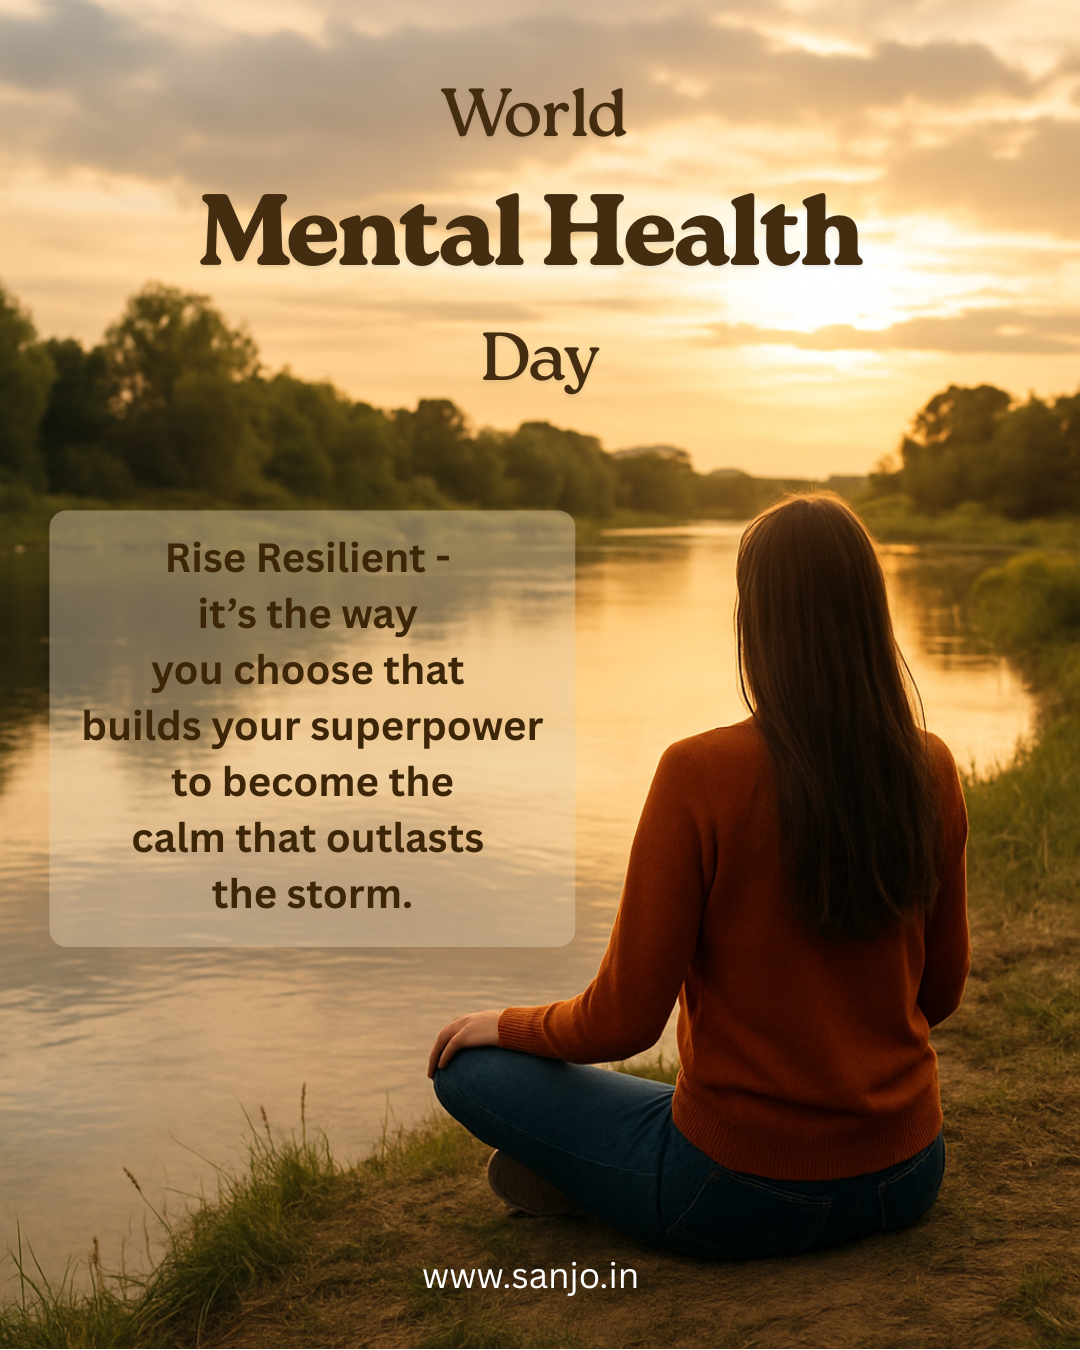 World
Mental Health
Day
Rise Resilient -
it’s the way
you choose that
builds your superpower
to become the
calm that outlasts
the storm.
www.sanjo.in